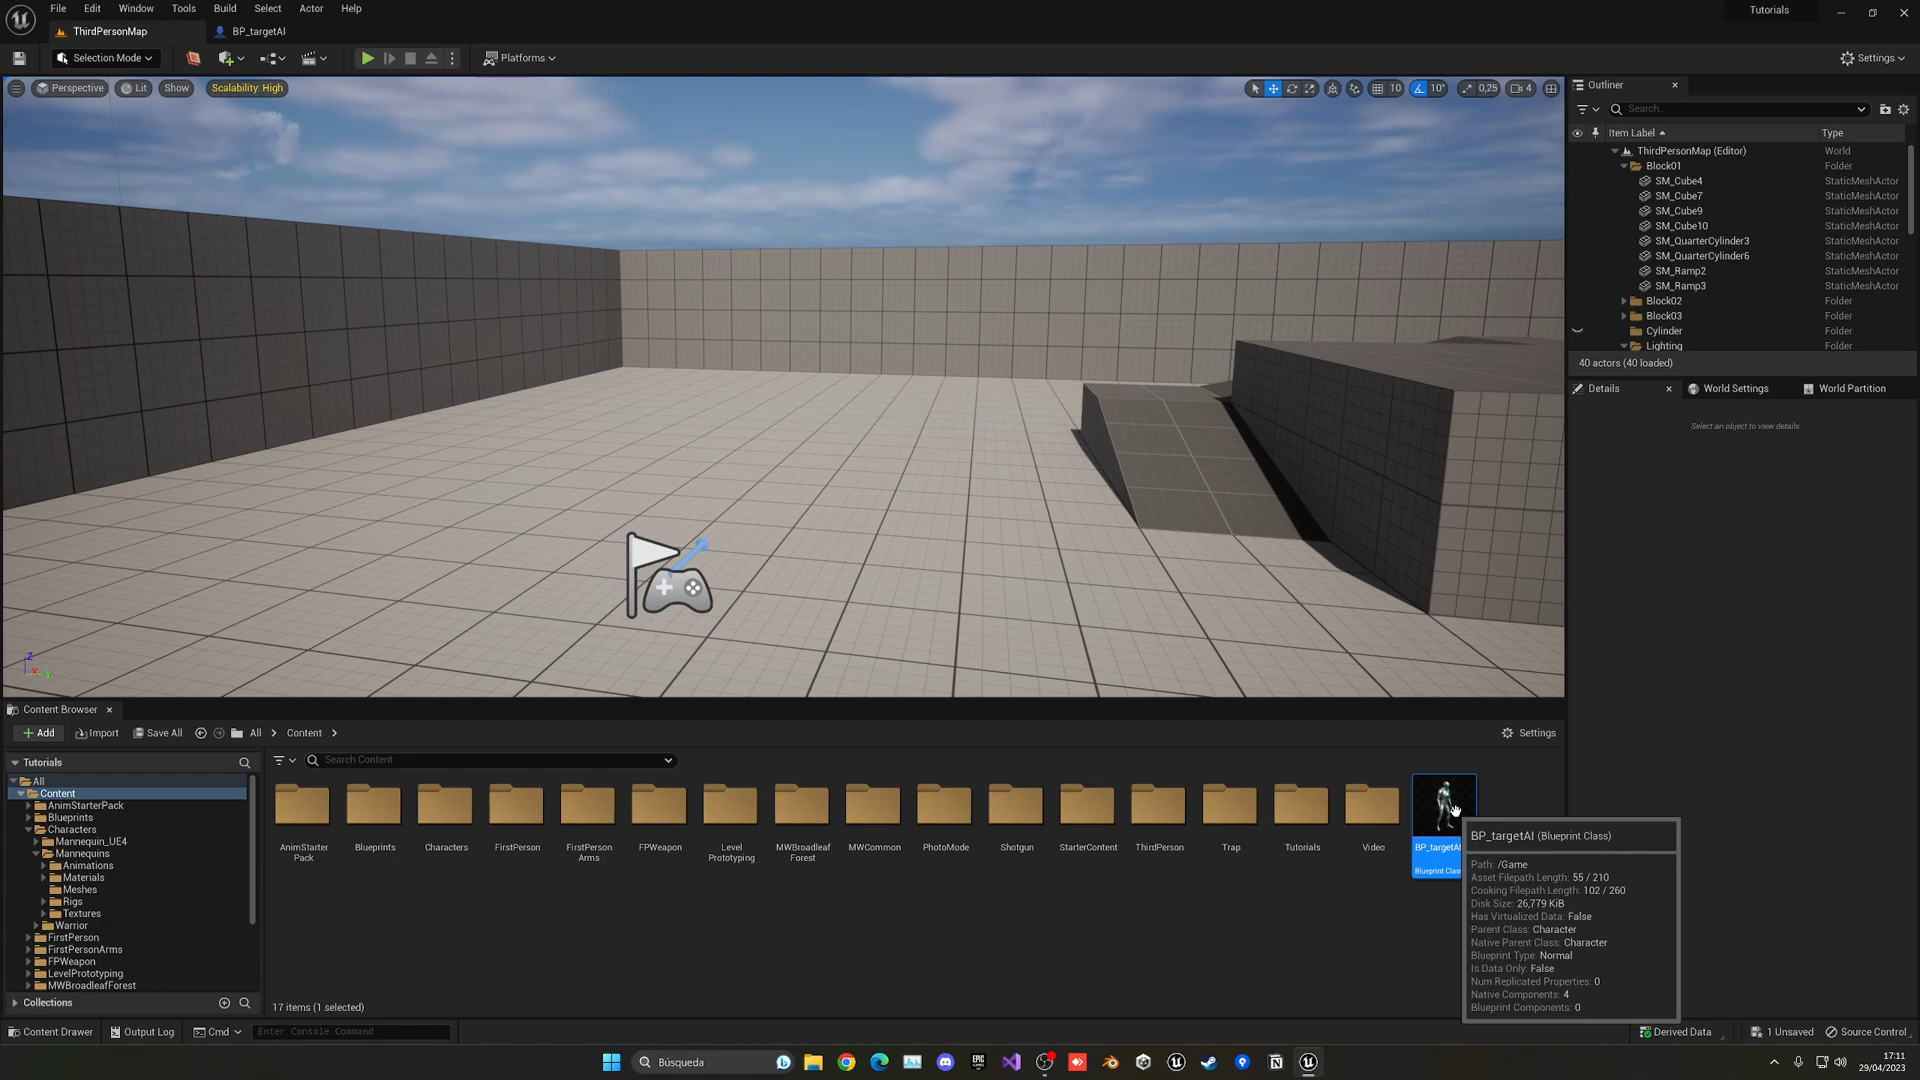 File Edit Window Tools Build Select Actor Help
Tutorials
ThirdPersonMap
BP_targetAI
Selection Mode
Platforms
Settings
Perspective
Lit
Show
Scalability: High
10
10°
0,25
4
Outliner
Search...
Item Label
Type
ThirdPersonMap (Editor) World
Block01 Folder
SM_Cube4 StaticMeshActor
SM_Cube7 StaticMeshActor
SM_Cube9 StaticMeshActor
SM_Cube10 StaticMeshActor
SM_QuarterCylinder3 StaticMeshActor
SM_QuarterCylinder6 StaticMeshActor
SM_Ramp2 StaticMeshActor
SM_Ramp3 StaticMeshActor
Block02 Folder
Block03 Folder
Cylinder Folder
Lighting Folder
40 actors (40 loaded)
Details
World Settings
World Partition
Select an object to view details.
Z
X
Y
Content Browser
Add
Import
Save All
All
Content
Settings
Tutorials
All
Content
AnimStarterPack
Blueprints
Characters
Mannequin_UE4
Mannequins
Animations
Materials
Meshes
Rigs
Textures
Warrior
FirstPerson
FirstPersonArms
FPWeapon
LevelPrototyping
MWBroadleafForest
Collections
Search Content
AnimStarter
Pack
Blueprints
Characters
FirstPerson
FirstPerson
Arms
FPWeapon
Level
Prototyping
MWBroadleaf
Forest
MWCommon
PhotoMode
Shotgun
StarterContent
ThirdPerson
Trap
Tutorials
Video
BP_targetAI
Blueprint Class
BP_targetAI (Blueprint Class)
Path: /Game
Asset Filepath Length: 55 / 210
Cooking Filepath Length: 102 / 260
Disk Size: 26,779 KiB
Has Virtualized Data: False
Parent Class: Character
Native Parent Class: Character
Blueprint Type: Normal
Is Data Only: False
Num Replicated Properties: 0
Native Components: 4
Blueprint Components: 0
17 items (1 selected)
Content Drawer
Output Log
Cmd
Enter Console Command
Derived Data
1 Unsaved
Source Control
Búsqueda
EPIC
GAMES
17:11
29/04/2023